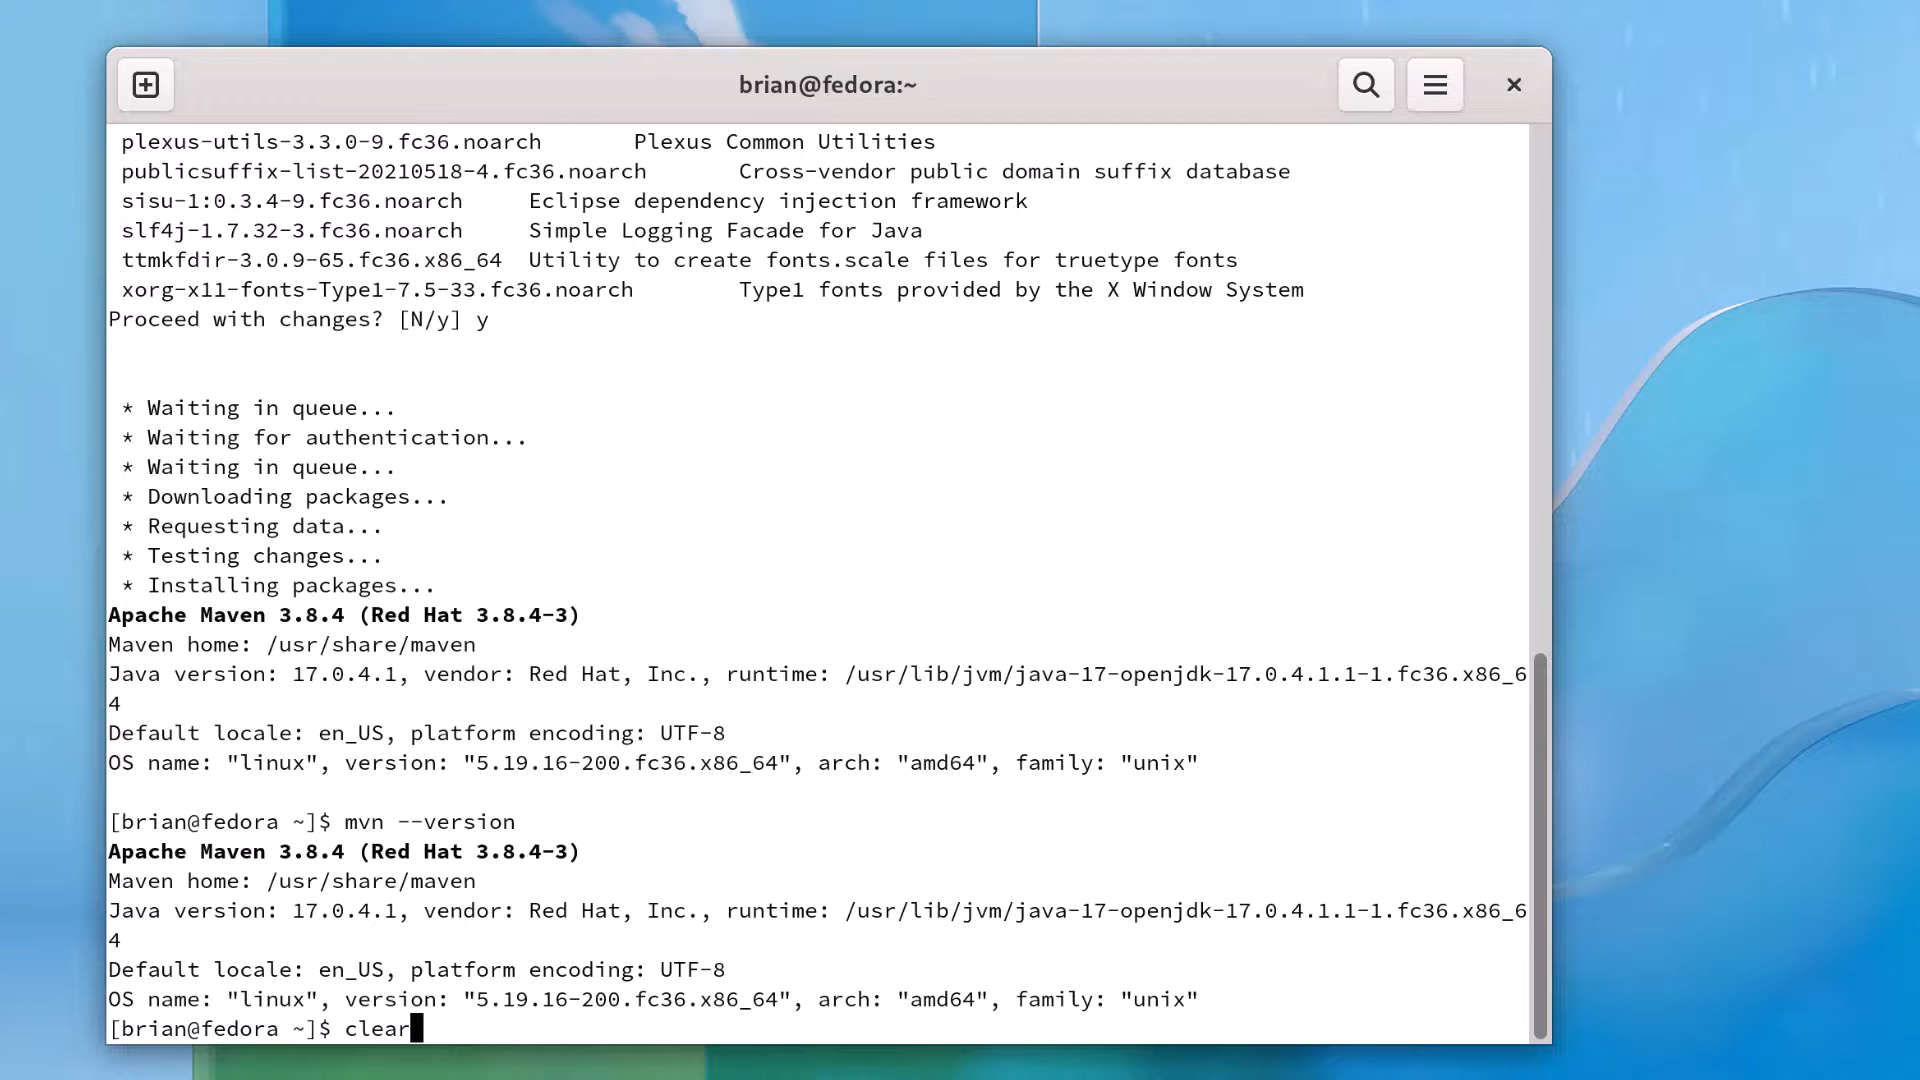 brian@fedora:~
plexus-utils-3.3.0-9.fc36.noarch       Plexus Common Utilities
publicsuffix-list-20210518-4.fc36.noarch       Cross-vendor public domain suffix database
sisu-1:0.3.4-9.fc36.noarch     Eclipse dependency injection framework
slf4j-1.7.32-3.fc36.noarch     Simple Logging Facade for Java
ttmkfdir-3.0.9-65.fc36.x86_64  Utility to create fonts.scale files for truetype fonts
xorg-x11-fonts-Type1-7.5-33.fc36.noarch        Type1 fonts provided by the X Window System
Proceed with changes? [N/y] y
* Waiting in queue...
* Waiting for authentication...
* Waiting in queue...
* Downloading packages...
* Requesting data...
* Testing changes...
* Installing packages...
Apache Maven 3.8.4 (Red Hat 3.8.4-3)
Maven home: /usr/share/maven
Java version: 17.0.4.1, vendor: Red Hat, Inc., runtime: /usr/lib/jvm/java-17-openjdk-17.0.4.1.1-1.fc36.x86_6
4
Default locale: en_US, platform encoding: UTF-8
OS name: "linux", version: "5.19.16-200.fc36.x86_64", arch: "amd64", family: "unix"
[brian@fedora ~]$ mvn --version
Apache Maven 3.8.4 (Red Hat 3.8.4-3)
Maven home: /usr/share/maven
Java version: 17.0.4.1, vendor: Red Hat, Inc., runtime: /usr/lib/jvm/java-17-openjdk-17.0.4.1.1-1.fc36.x86_6
4
Default locale: en_US, platform encoding: UTF-8
OS name: "linux", version: "5.19.16-200.fc36.x86_64", arch: "amd64", family: "unix"
[brian@fedora ~]$ clear